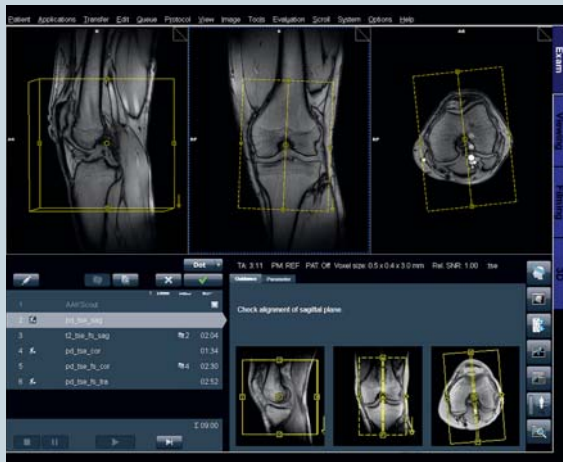 Patient Applications Transfer Edit Queue Protocol View Image Tools Evaluation Scroll System Options Help
Exam
Viewing
Filming
3D
Dot
TA: 3:11 PM: REF PAT: Off Voxel size: 0.5 x 0.4 x 3.0 mm Rel. SNR: 1.00 :tse
Guidance Parameter
Check alignment of sagittal plane
1 AAKScout
2 pd_tse_sag
3 t2_tse_fs_sag 2 02:04
4 pd_tse_cor 01:34
5 pd_tse_fs_cor 4 02:30
6 pd_tse_fs_tra 02:52
Σ 09:00